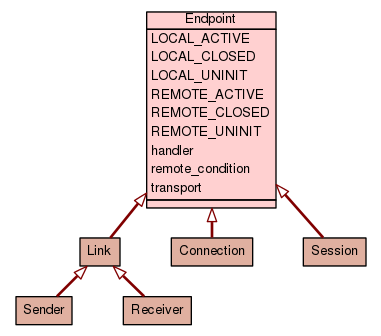 Endpoint
LOCAL_ACTIVE
LOCAL_CLOSED
LOCAL_UNINIT
REMOTE_ACTIVE
REMOTE_CLOSED
REMOTE_UNINIT
handler
remote_condition
transport
Link
Connection
Session
Sender
Receiver